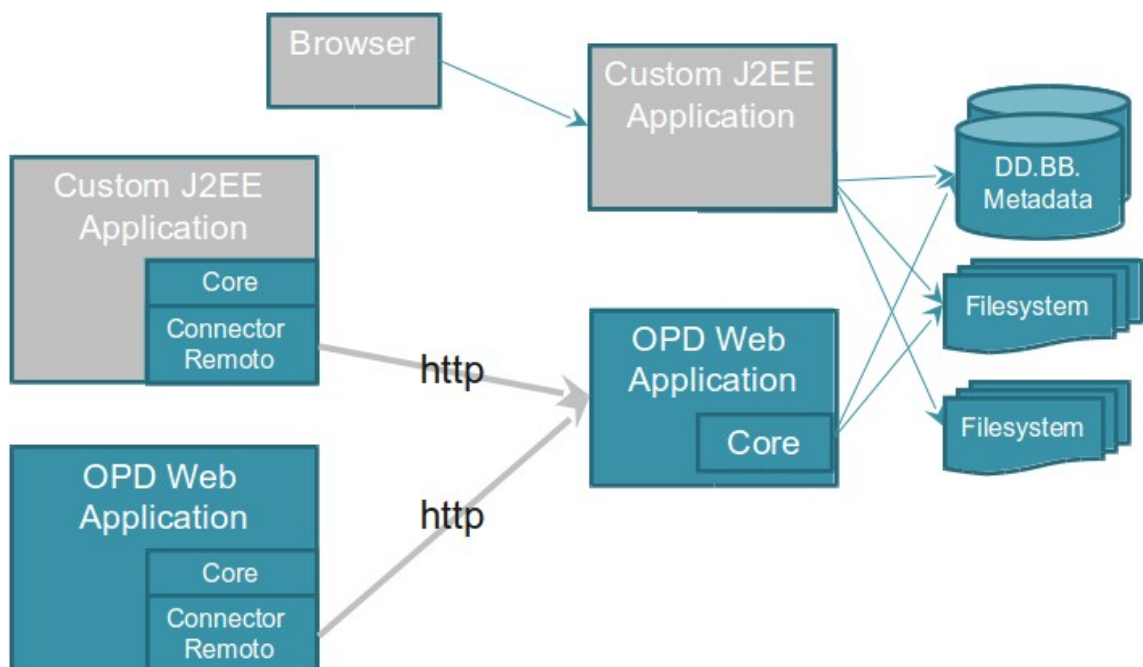 Browser
Custom J2EE
Application
DD.BB.
Metadata
Custom J2EE
Application
Core
Connector
Remoto
http
OPD Web
Application
Core
Filesystem
Filesystem
OPD Web
Application
Core
Connector
Remoto
http